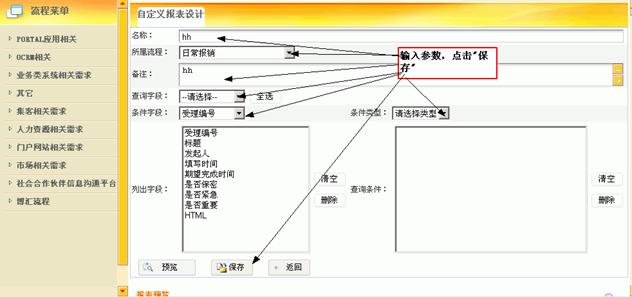 流程菜单
PORTAL应用相关
OCRM相关
业务类系统相关需求
其它
集客相关需求
人力资源相关需求
门户网站相关需求
市场相关需求
社会合作伙伴信息沟通平台
博汇流程
自定义报表设计
名称：
hh
所属流程：
日常报销
备注：
hh
输入参数，点击"保
存"
查询字段：
--请选择--
全选
条件字段：
受理编号
条件类型：
请选择类型
列出字段：
受理编号
标题
发起人
填写时间
期望完成时间
是否保密
是否紧急
是否重要
HTML
清空
删除
查询条件：
清空
删除
预览
保存
返回
报表预览